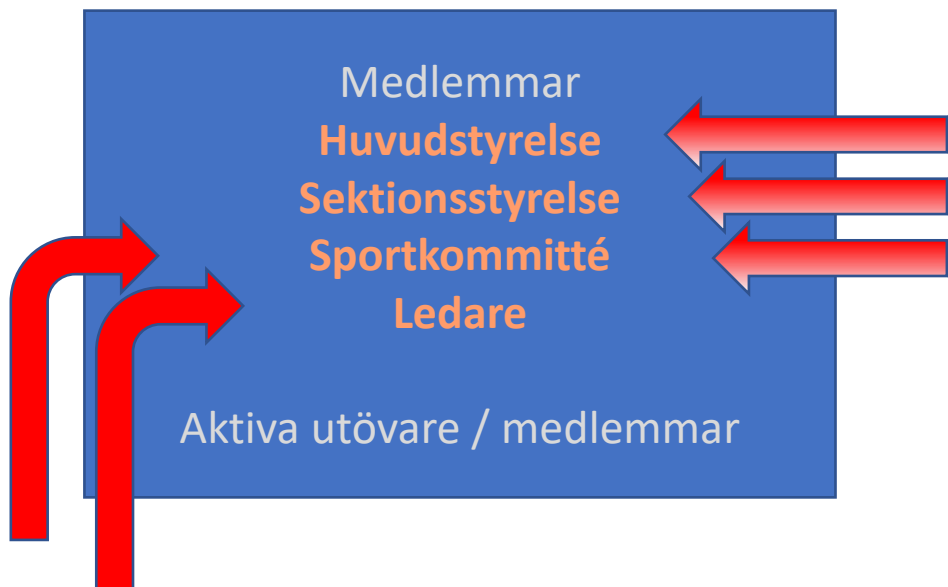 Medlemmar
Huvudstyrelse
Sektionsstyrelse
Sportkommitté
Ledare
Aktiva utövare / medlemmar